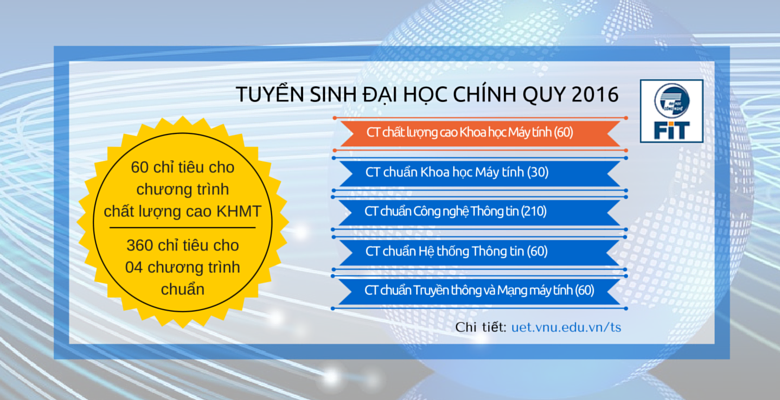 TUYỂN SINH ĐẠI HỌC CHÍNH QUY 2016
FiT
60 chỉ tiêu cho
chương trình
chất lượng cao KHMT
360 chỉ tiêu cho
04 chương trình
chuẩn
CT chất lượng cao Khoa học Máy tính (60)
CT chuẩn Khoa học Máy tính (30)
CT chuẩn Công nghệ Thông tin (210)
CT chuẩn Hệ thống Thông tin (60)
CT chuẩn Truyền thông và Mạng máy tính (60)
Chi tiết: uet.vnu.edu.vn/ts